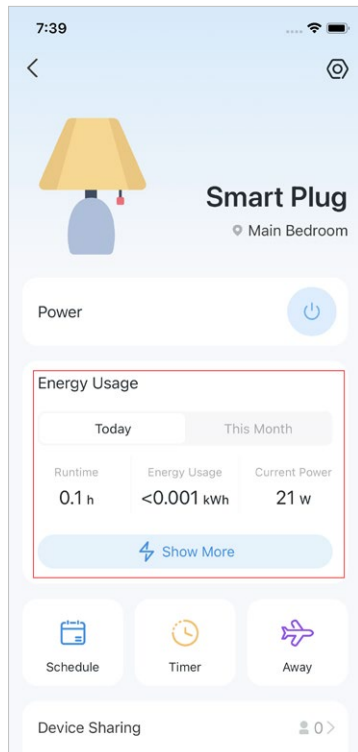 7:39
Smart Plug
Main Bedroom
Power
Energy Usage
Today This Month
Runtime Energy Usage Current Power
0.1 h <0.001 kWh 21 w
Show More
Schedule Timer Away
Device Sharing 0